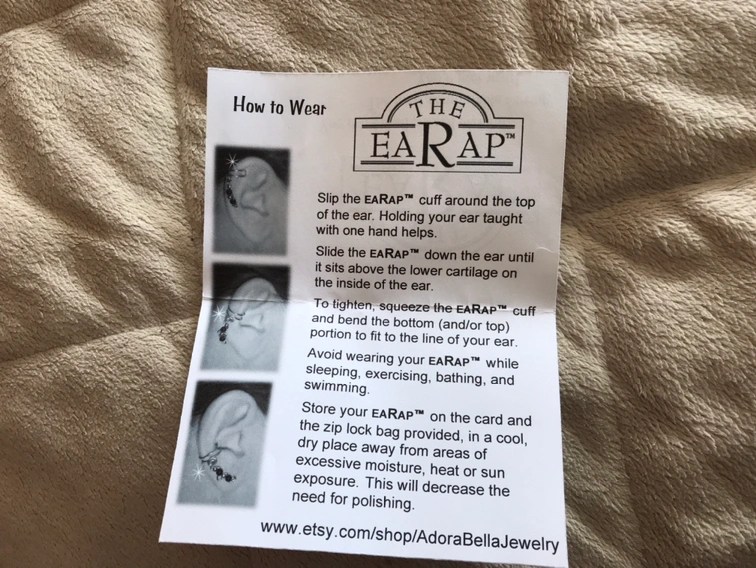 How to Wear
THE
EARAP™
Slip the EARAP™ cuff around the top
of the ear. Holding your ear taught
with one hand helps.
Slide the EARAP™ down the ear until
it sits above the lower cartilage on
the inside of the ear.
To tighten, squeeze the EARAP™ cuff
and bend the bottom (and/or top)
portion to fit to the line of your ear.
Avoid wearing your EARAP™ while
sleeping, exercising, bathing, and
swimming.
Store your EARAP™ on the card and
the zip lock bag provided, in a cool,
dry place away from areas of
excessive moisture, heat or sun
exposure. This will decrease the
need for polishing.
www.etsy.com/shop/AdoraBellaJewelry